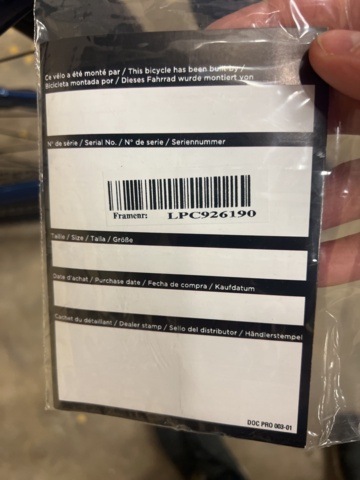 Ce vélo a été monté par / This bicycle has been built by /
Bicicleta montada por / Dieses Fahrrad wurde montiert von
N° de série / Serial No. / N° de serie / Seriennummer
Framenr: LPC926190
Taille / Size / Talla / Größe
Date d'achat / Purchase date / Fecha de compra / Kaufdatum
Cachet du détaillant / Dealer stamp / Sello del distributor / Händlerstempel
DOC PRO 003-01